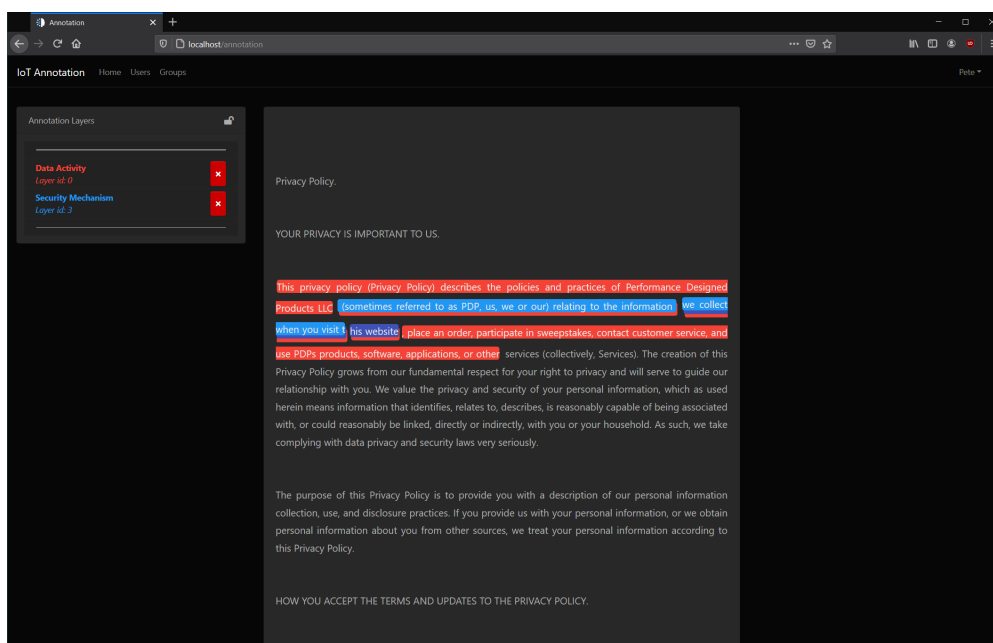 Annotation
localhost/annotation
IoT Annotation Home Users Groups Pete
Annotation Layers
Data Activity
Layer id: 0
Security Mechanism
Layer id: 3
Privacy Policy.
YOUR PRIVACY IS IMPORTANT TO US.
This privacy policy (Privacy Policy) describes the policies and practices of Performance Designed
Products LLC (sometimes referred to as PDP, us, we or our) relating to the information we collect
when you visit this website, place an order, participate in sweepstakes, contact customer service, and
use PDPs products, software, applications, or other services (collectively, Services). The creation of this
Privacy Policy grows from our fundamental respect for your right to privacy and will serve to guide our
relationship with you. We value the privacy and security of your personal information, which as used
herein means information that identifies, relates to, describes, is reasonably capable of being associated
with, or could reasonably be linked, directly or indirectly, with you or your household. As such, we take
complying with data privacy and security laws very seriously.
The purpose of this Privacy Policy is to provide you with a description of our personal information
collection, use, and disclosure practices. If you provide us with your personal information, or we obtain
personal information about you from other sources, we treat your personal information according to
this Privacy Policy.
HOW YOU ACCEPT THE TERMS AND UPDATES TO THE PRIVACY POLICY.